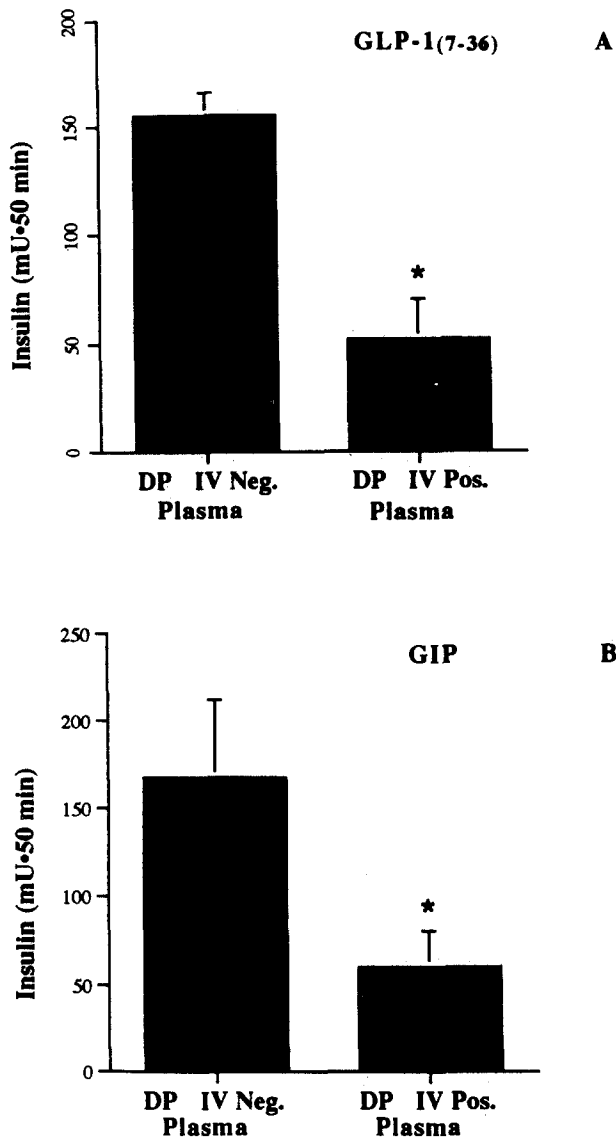 GLP-1(7-36) A
200
150
100
50
0
Insulin (mU•50 min)
*
DP IV Neg. DP IV Pos.
Plasma Plasma
GIP B
250
200
150
100
50
0
Insulin (mU•50 min)
*
DP IV Neg. DP IV Pos.
Plasma Plasma